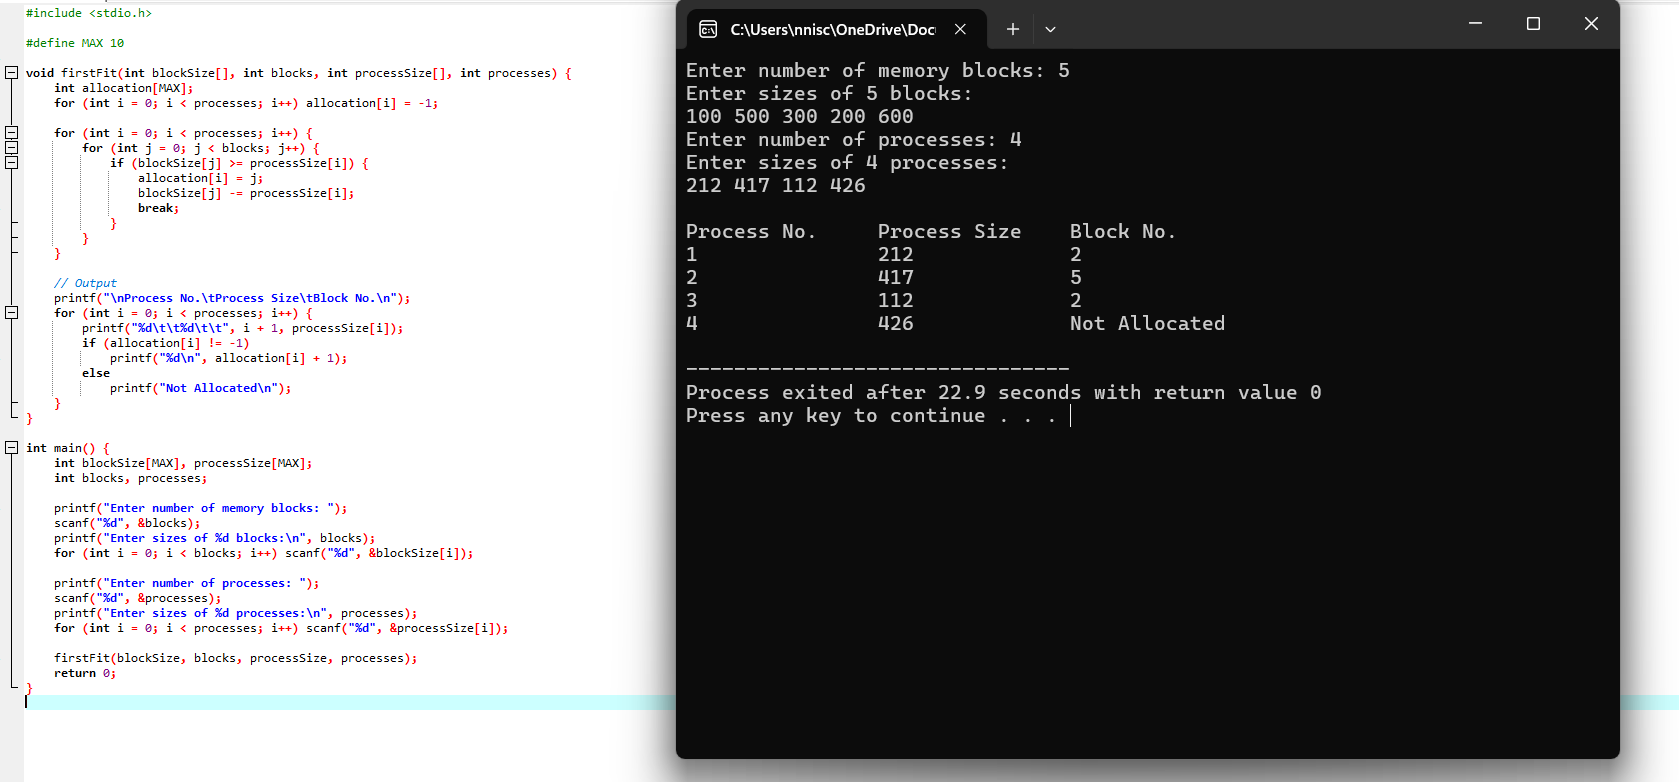 #include <stdio.h>
#define MAX 10
void firstFit(int blockSize[], int blocks, int processSize[], int processes) {
    int allocation[MAX];
    for (int i = 0; i < processes; i++) allocation[i] = -1;
    for (int i = 0; i < processes; i++) {
        for (int j = 0; j < blocks; j++) {
            if (blockSize[j] >= processSize[i]) {
                allocation[i] = j;
                blockSize[j] -= processSize[i];
                break;
            }
        }
    }
    // Output
    printf("\nProcess No.\tProcess Size\tBlock No.\n");
    for (int i = 0; i < processes; i++) {
        printf("%d\t\t%d\t\t", i + 1, processSize[i]);
        if (allocation[i] != -1)
            printf("%d\n", allocation[i] + 1);
        else
            printf("Not Allocated\n");
    }
}
int main() {
    int blockSize[MAX], processSize[MAX];
    int blocks, processes;
    printf("Enter number of memory blocks: ");
    scanf("%d", &blocks);
    printf("Enter sizes of %d blocks:\n", blocks);
    for (int i = 0; i < blocks; i++) scanf("%d", &blockSize[i]);
    printf("Enter number of processes: ");
    scanf("%d", &processes);
    printf("Enter sizes of %d processes:\n", processes);
    for (int i = 0; i < processes; i++) scanf("%d", &processSize[i]);
    firstFit(blockSize, blocks, processSize, processes);
    return 0;
}
C:\Users\nnisc\OneDrive\Doc
Enter number of memory blocks: 5
Enter sizes of 5 blocks:
100 500 300 200 600
Enter number of processes: 4
Enter sizes of 4 processes:
212 417 112 426
Process No.     Process Size    Block No.
1               212             2
2               417             5
3               112             2
4               426             Not Allocated
--------------------------------
Process exited after 22.9 seconds with return value 0
Press any key to continue . . .